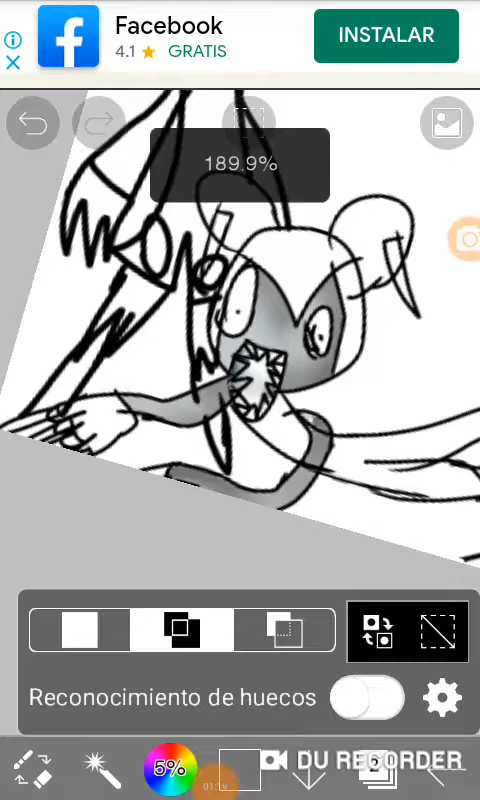 Facebook
4.1 ★ GRATIS
INSTALAR
189.9%
Reconocimiento de huecos
5%
2
DU RECORDER